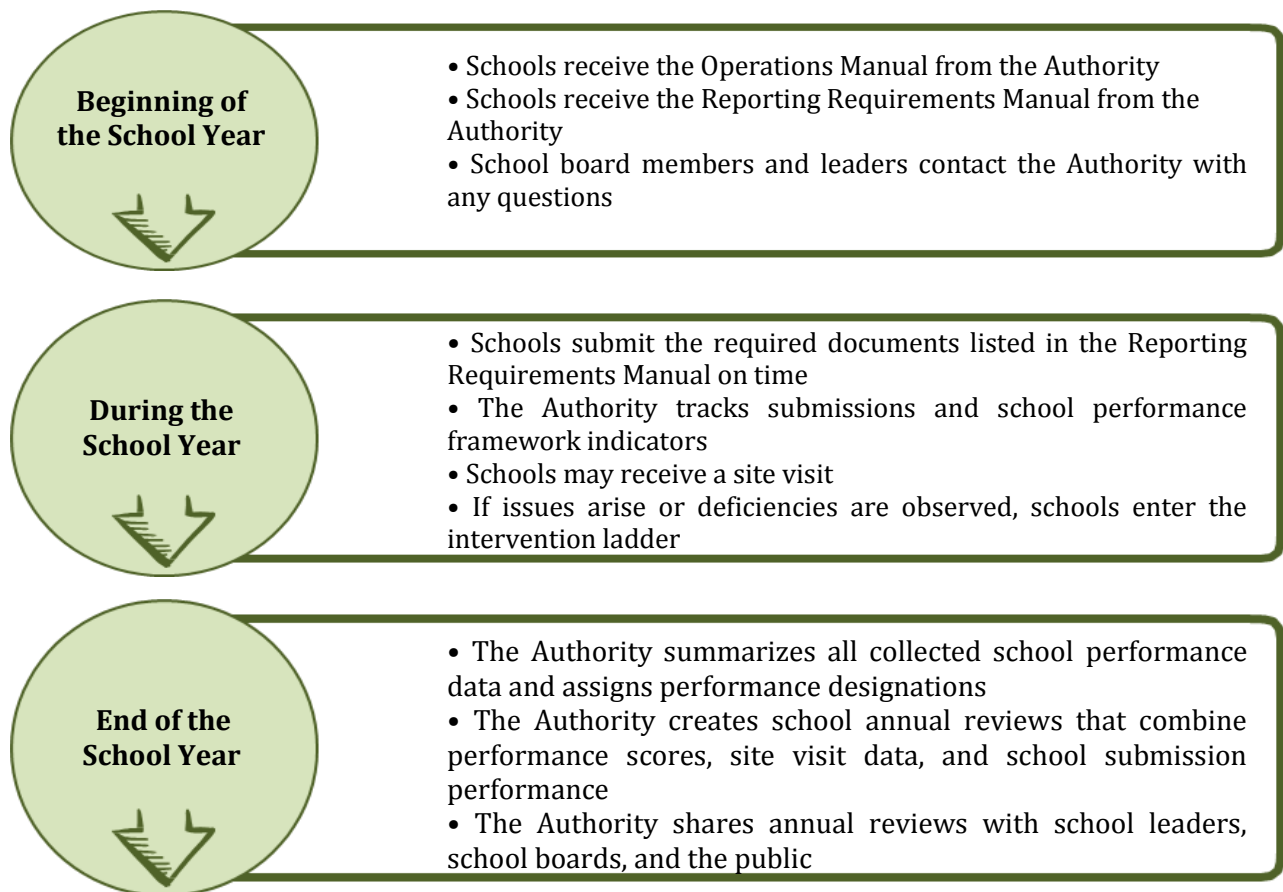 Beginning of
the School Year
• Schools receive the Operations Manual from the Authority
• Schools receive the Reporting Requirements Manual from the
Authority
• School board members and leaders contact the Authority with
any questions
During the
School Year
• Schools submit the required documents listed in the Reporting
Requirements Manual on time
• The Authority tracks submissions and school performance
framework indicators
• Schools may receive a site visit
• If issues arise or deficiencies are observed, schools enter the
intervention ladder
End of the
School Year
• The Authority summarizes all collected school performance
data and assigns performance designations
• The Authority creates school annual reviews that combine
performance scores, site visit data, and school submission
performance
• The Authority shares annual reviews with school leaders,
school boards, and the public